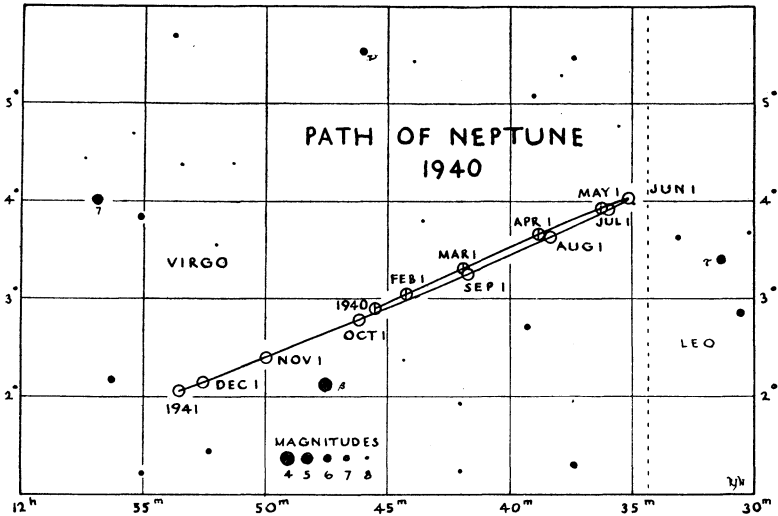 ν
5° 5°
PATH OF NEPTUNE
1940
4° 4°
MAY 1 JUN 1
7
APR 1 JUL 1
AUG 1
τ
VIRGO
MAR 1
FEB 1
SEP 1
3° 3°
1940
OCT 1
LEO
NOV 1
DEC 1
β
2° 2°
1941
MAGNITUDES
4 5 6 7 8
12h 55m 50m 45m 40m 35m 30m